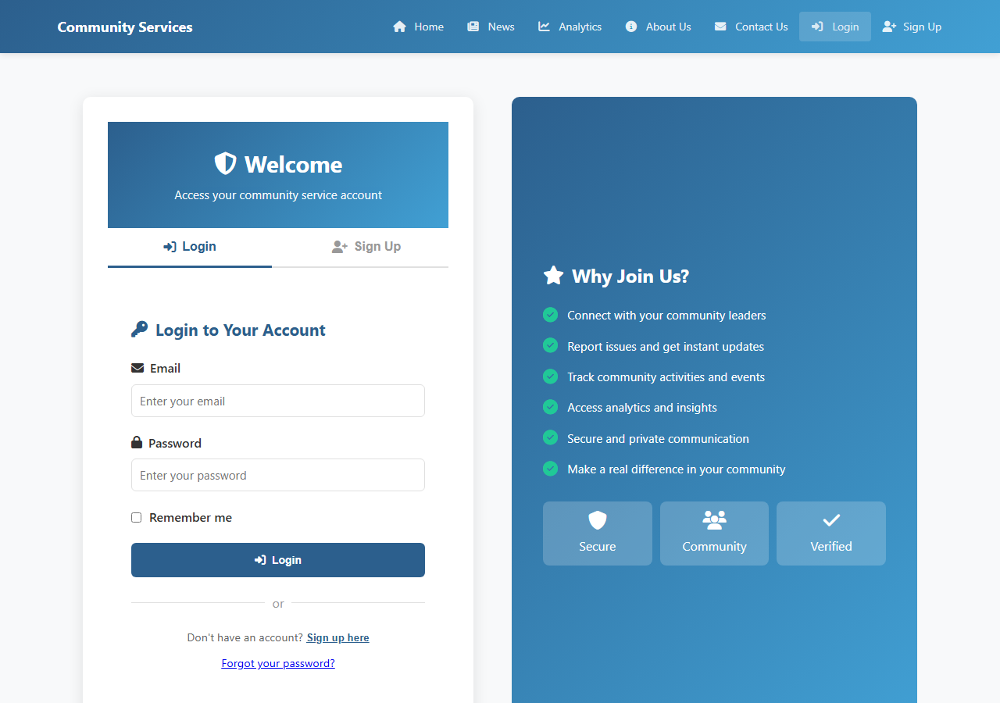 Community Services
Home
News
Analytics
About Us
Contact Us
Login
Sign Up
Welcome
Access your community service account
Login
Sign Up
Login to Your Account
Email
Enter your email
Password
Enter your password
Remember me
Login
or
Don't have an account? Sign up here
Forgot your password?
Why Join Us?
Connect with your community leaders
Report issues and get instant updates
Track community activities and events
Access analytics and insights
Secure and private communication
Make a real difference in your community
Secure
Community
Verified